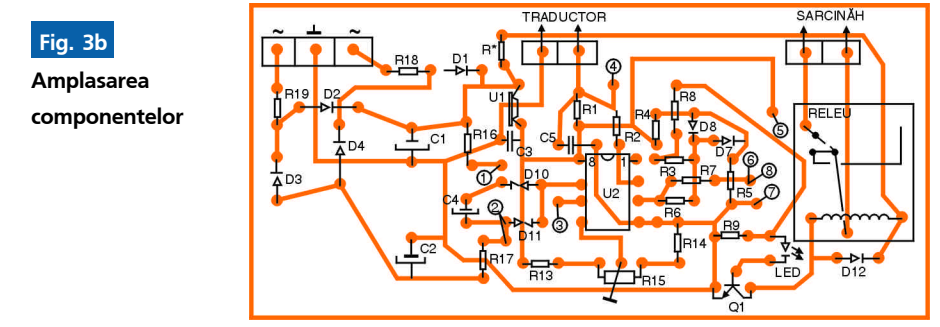 Fig. 3b
Amplasarea
componentelor
TRADUCTOR
SARCINĂH
~ ~
R18
D1
R*
4
R19
D2
U1
R1
R4
R8
RELEU
D8
5
C1
R16
C3
C5
R2
D7
D4
8 1
R3
R7
6
8
D3
1
D10
U2
R5
7
C4
2
3
R6
D11
R9
C2
R17
R14
R13
R15
LED
D12
Q1